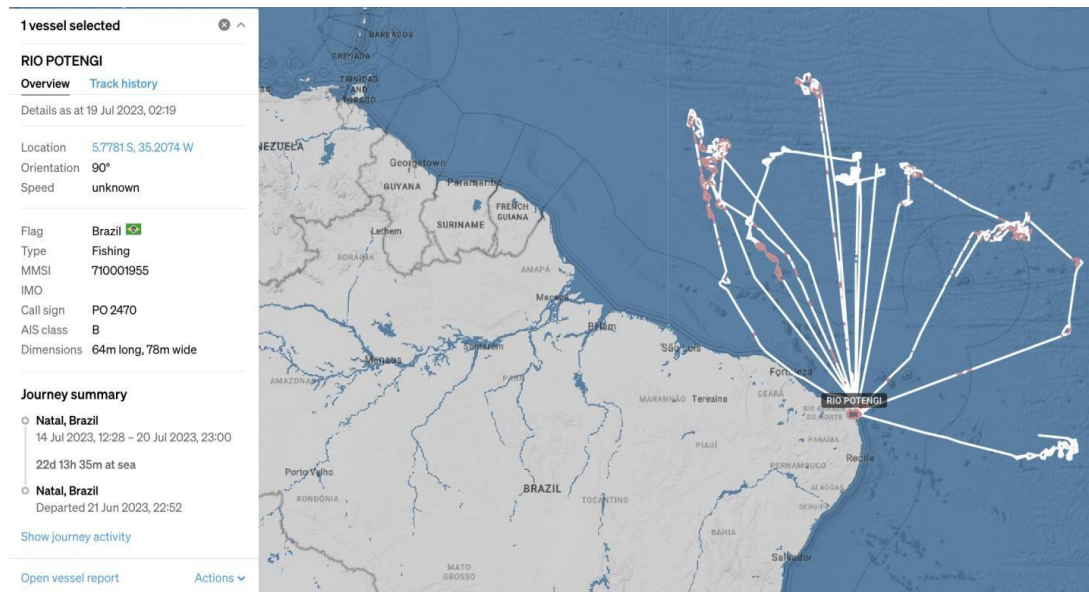 1 vessel selected
RIO POTENGI
Overview Track history
Details as at 19 Jul 2023, 02:19
Location 5.7781 S, 35.2074 W
Orientation 90°
Speed unknown
Flag Brazil
Type Fishing
MMSI 710001955
IMO
Call sign PO 2470
AIS class B
Dimensions 64m long, 78m wide
Journey summary
Natal, Brazil
14 Jul 2023, 12:28 – 20 Jul 2023, 23:00
22d 13h 35m at sea
Natal, Brazil
Departed 21 Jun 2023, 22:52
Show journey activity
Open vessel report Actions
BARBADOS
GRENADA
TRINIDAD
AND
TOBAGO
NEZUELA
Georgetown
GUYANA
Paramaribo
FRENCH
GUIANA
SURINAME
Lethem
RORAIMA
AMAPÁ
Macapá
Belém
Santarém
Manaus
São Luís
AMAZONAS
PARÁ
Fortaleza
RIO POTENGI
MARANHÃO Teresina
CEARÁ
RIO GRANDE
DO NORTE
BR
PARAÍBA
PIAUÍ
Recife
PERNAMBUCO
Porto Velho
RONDÔNIA
BRAZIL
TOCANTINS
ALAGOAS
SERGIPE
BAHIA
Salvador
MATO
GROSSO